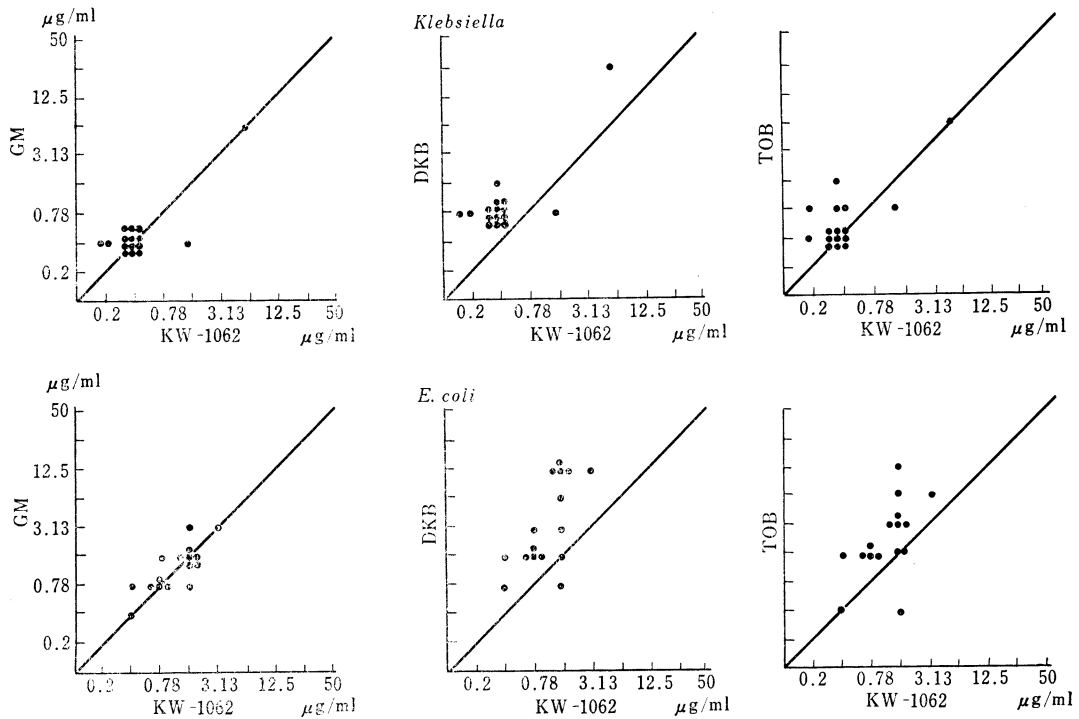 µg/ml
Klebsiella
50
12.5
3.13
0.78
0.2
GM
DKB
TOB
0.2 0.78 3.13 12.5 50
KW-1062 µg/ml
0.2 0.78 3.13 12.5 50
KW-1062 µg/ml
0.2 0.78 3.13 12.5 50
KW-1062 µg/ml
µg/ml
E. coli
50
12.5
3.13
0.78
0.2
GM
DKB
TOB
0.2 0.78 3.13 12.5 50
KW-1062 µg/ml
0.2 0.78 3.13 12.5 50
KW-1062 µg/ml
0.2 0.78 3.13 12.5 50
KW-1062 µg/ml